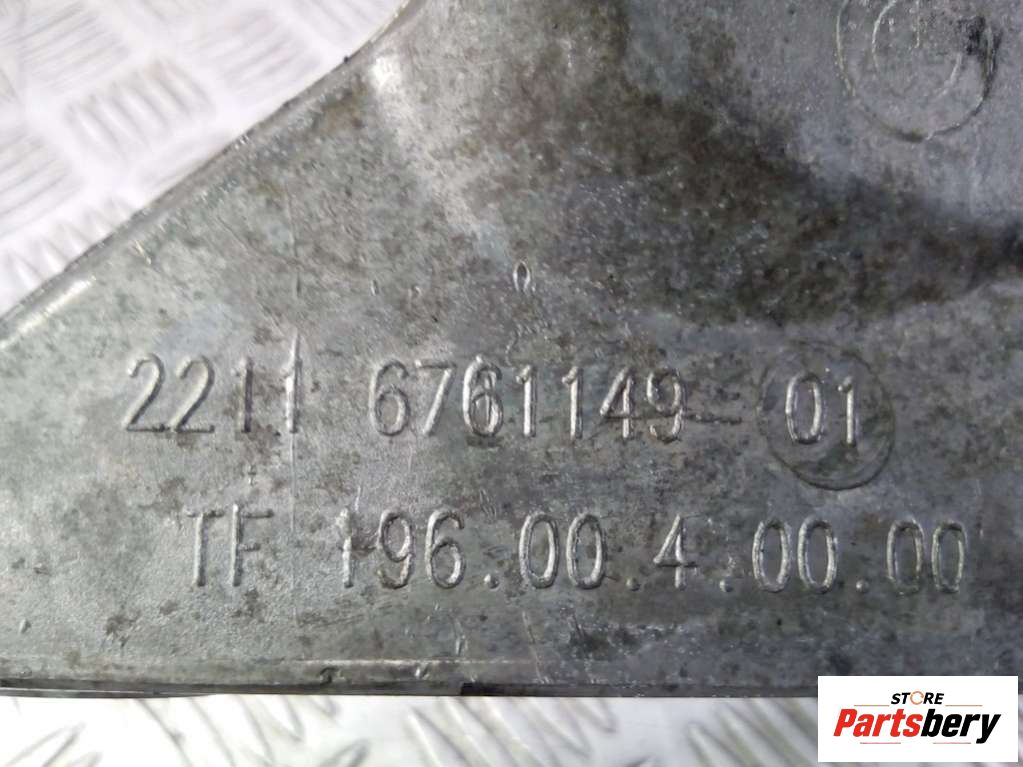 2211 6761149 01
TF 196.00.4.00.00
STORE
Partsbery